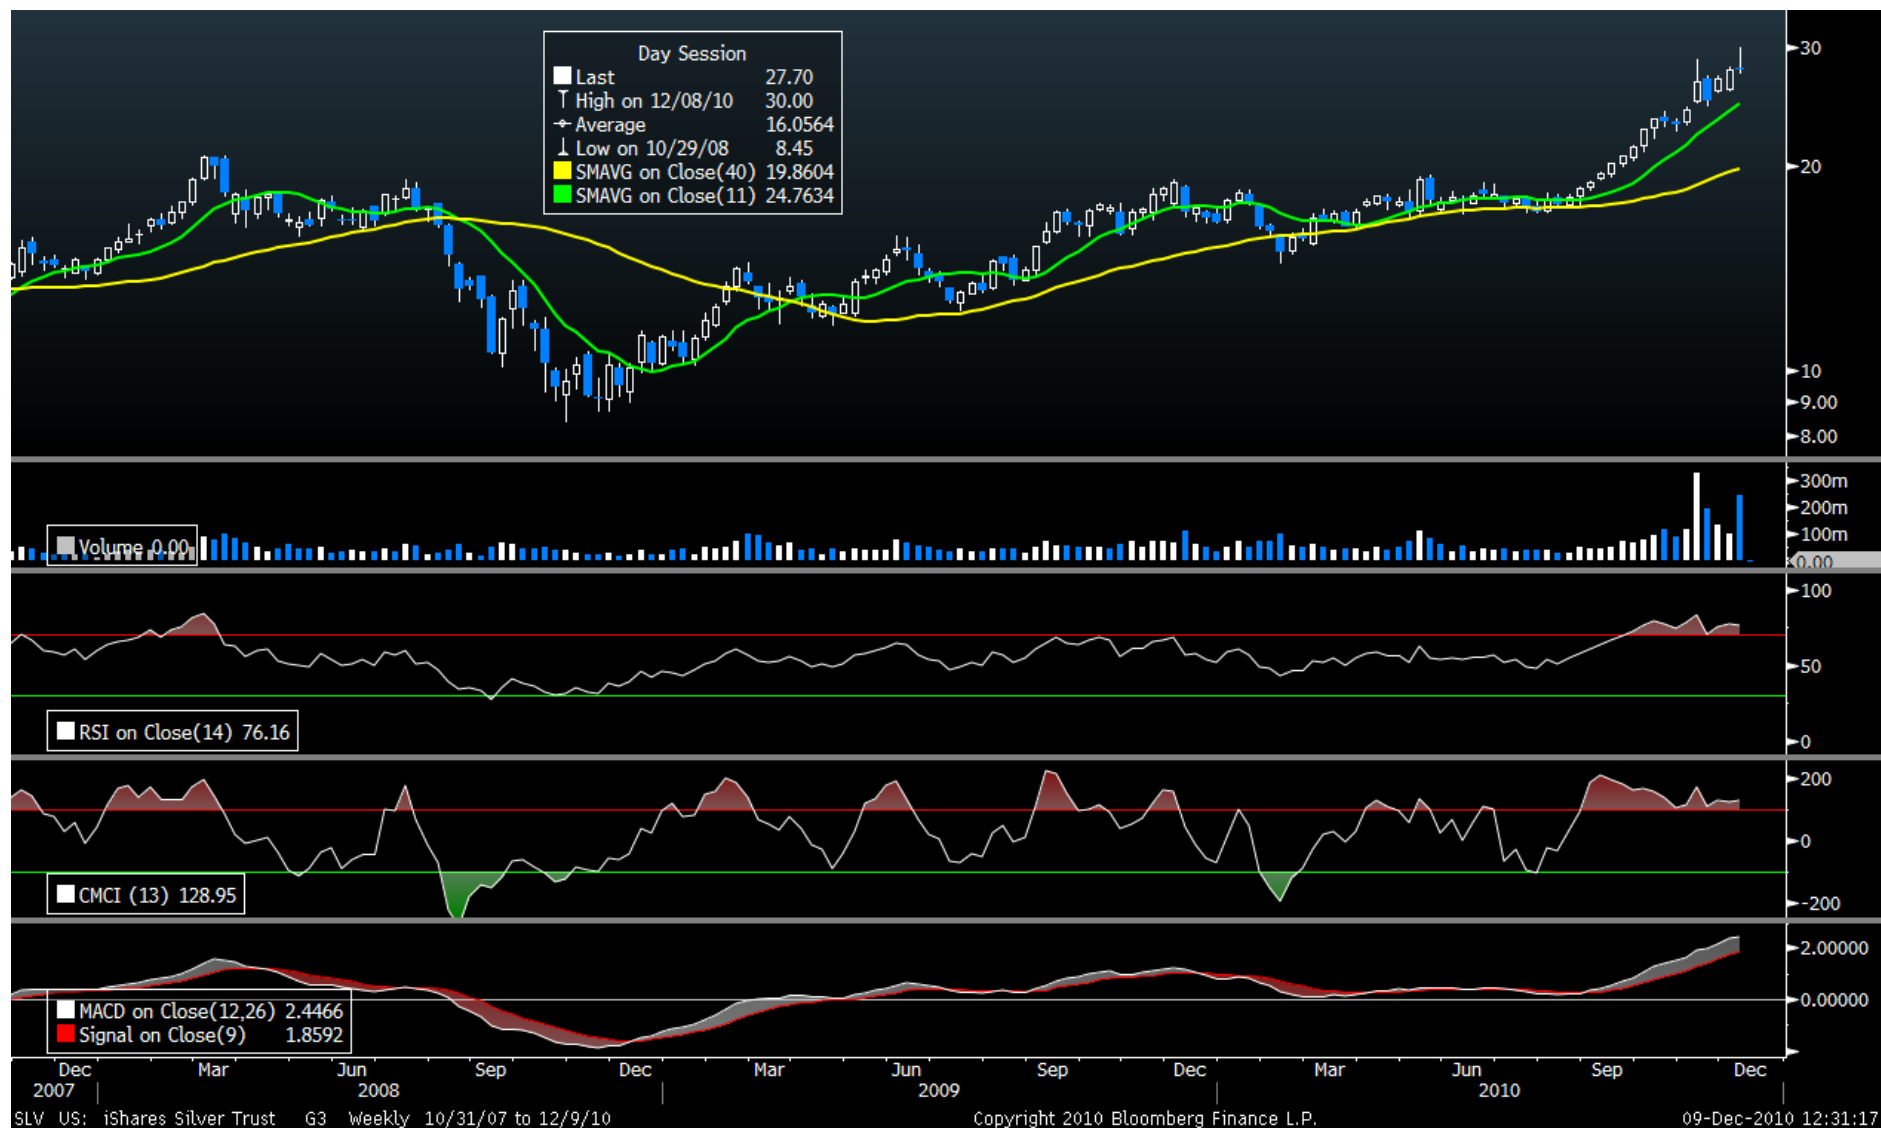 Day Session
Last 27.70
High on 12/08/10 30.00
Average 16.0564
Low on 10/29/08 8.45
SMAVG on Close(40) 19.8604
SMAVG on Close(11) 24.7634
30
20
10
9.00
8.00
300m
200m
100m
0.00
Volume 0.00
100
50
0
RSI on Close(14) 76.16
200
0
-200
CMCI (13) 128.95
2.00000
0.00000
MACD on Close(12,26) 2.4466
Signal on Close(9) 1.8592
Dec Mar Jun Sep Dec Mar Jun Sep Dec Mar Jun Sep Dec
2007 2008 2009 2010
SLV US: iShares Silver Trust G3 Weekly 10/31/07 to 12/9/10 Copyright 2010 Bloomberg Finance L.P. 09-Dec-2010 12:31:17